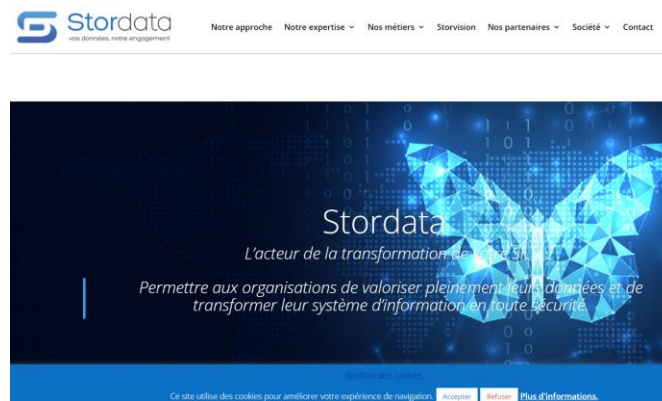 Stordata
vos données, notre engagement
Notre approche Notre expertise Nos métiers Storvision Nos partenaires Société Contact
Stordata
L'acteur de la transformation de votre SI
Permettre aux organisations de valoriser pleinement leurs données et de
transformer leur système d'information en toute sécurité
Gestion des cookies
Ce site utilise des cookies pour améliorer votre expérience de navigation. Accepter Refuser Plus d'informations.